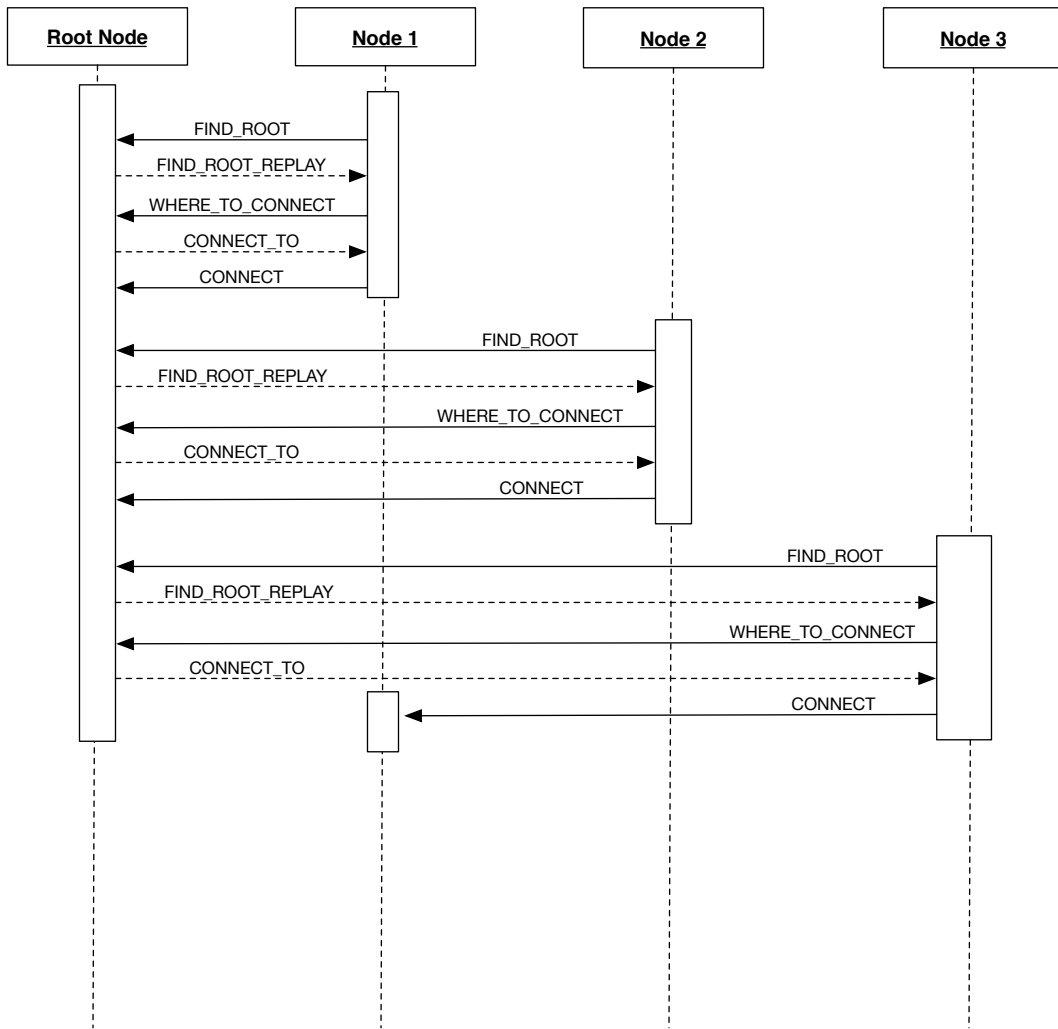 Root Node
Node 1
Node 2
Node 3
FIND_ROOT
FIND_ROOT_REPLAY
WHERE_TO_CONNECT
CONNECT_TO
CONNECT
FIND_ROOT
FIND_ROOT_REPLAY
WHERE_TO_CONNECT
CONNECT_TO
CONNECT
FIND_ROOT
FIND_ROOT_REPLAY
WHERE_TO_CONNECT
CONNECT_TO
CONNECT